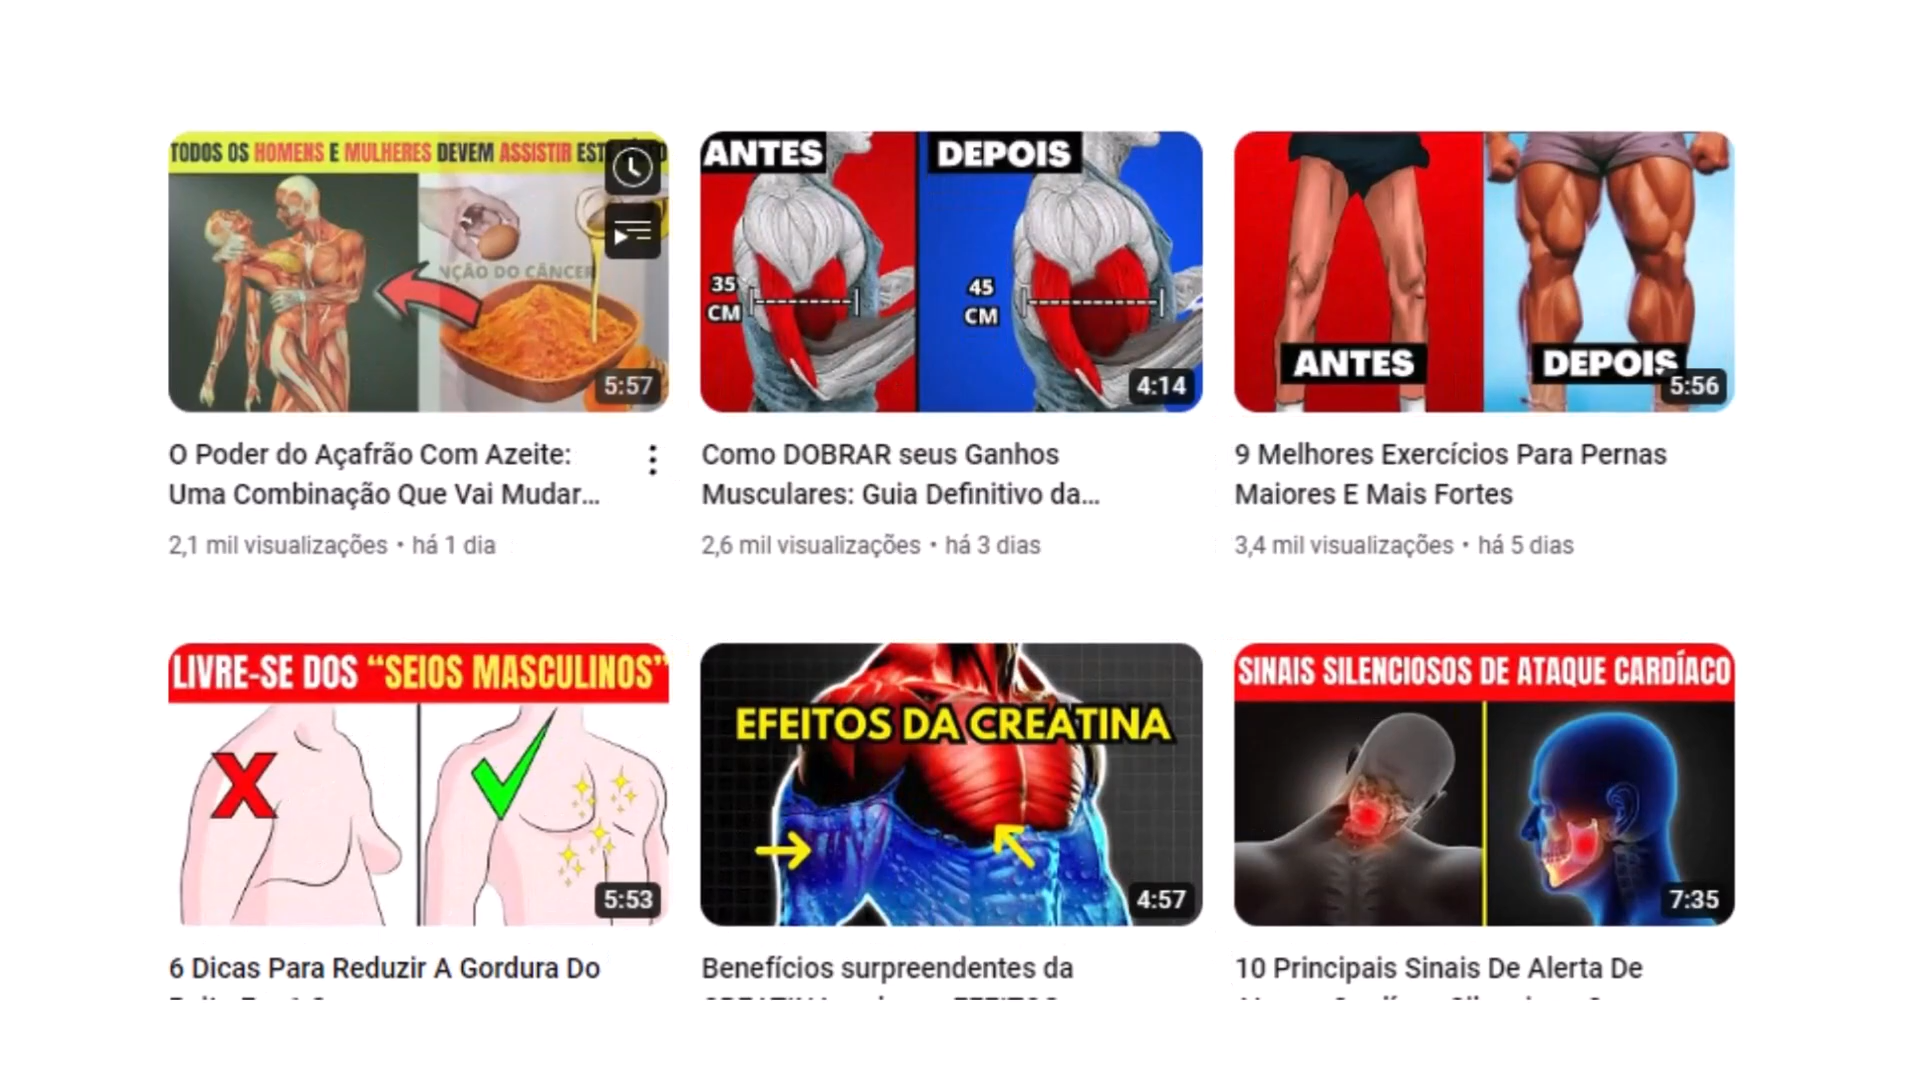 TODOS OS HOMENS E MULHERES DEVEM ASSISTIR
NÇÃO DO CÂNCER
5:57
ANTES
DEPOIS
35
CM
45
CM
4:14
ANTES
DEPOIS
5:56
O Poder do Açafrão Com Azeite:
Uma Combinação Que Vai Mudar...
2,1 mil visualizações • há 1 dia
Como DOBRAR seus Ganhos
Musculares: Guia Definitivo da...
2,6 mil visualizações • há 3 dias
9 Melhores Exercícios Para Pernas
Maiores E Mais Fortes
3,4 mil visualizações • há 5 dias
LIVRE-SE DOS “SEIOS MASCULINOS”
X
5:53
EFEITOS DA CREATINA
4:57
SINAIS SILENCIOSOS DE ATAQUE CARDÍACO
7:35
6 Dicas Para Reduzir A Gordura Do
Benefícios surpreendentes da
10 Principais Sinais De Alerta De